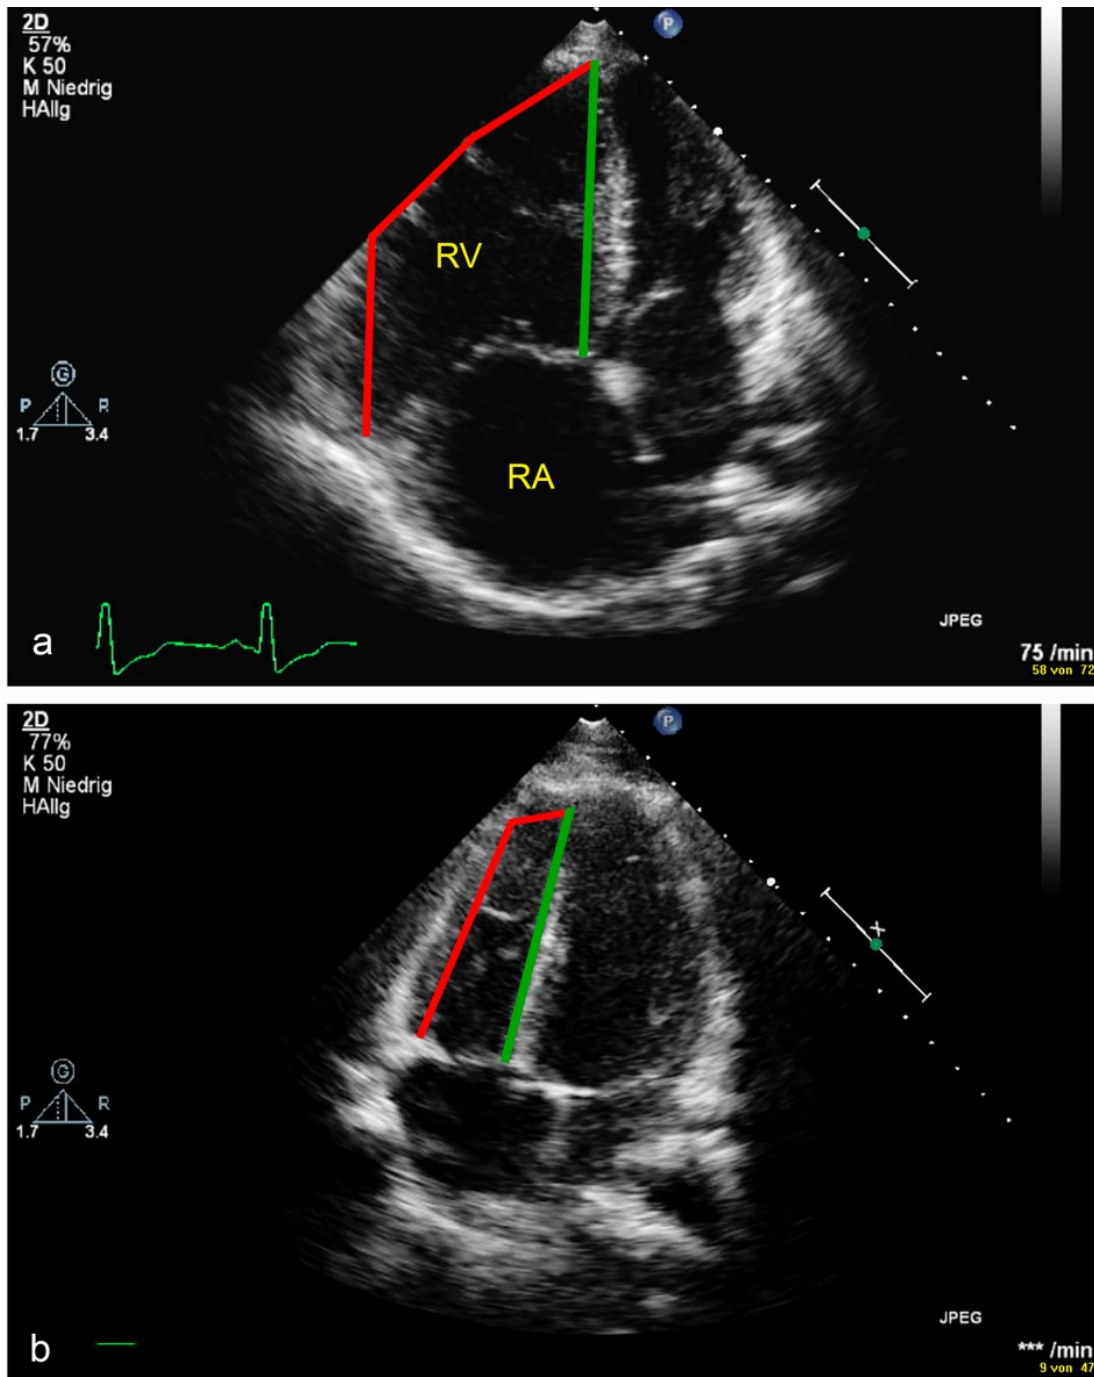 2D
57%
K 50
M Niedrig
HAllg
P
RV
G
P R
1.7 3.4
RA
JPEG
a
75 /min
58 von 72
2D
77%
K 50
M Niedrig
HAllg
P
X
G
P R
1.7 3.4
JPEG
b
*** /min
9 von 47